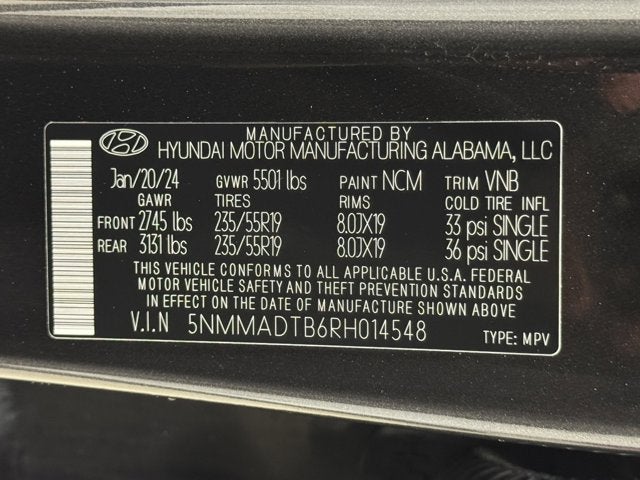 MANUFACTURED BY
HYUNDAI MOTOR MANUFACTURING ALABAMA, LLC
Jan/20/24 GVWR 5501 lbs PAINT NCM TRIM VNB
GAWR TIRES RIMS COLD TIRE INFL
FRONT 2745 lbs 235/55R19 8.0JX19 33 psi SINGLE
REAR 3131 lbs 235/55R19 8.0JX19 36 psi SINGLE
THIS VEHICLE CONFORMS TO ALL APPLICABLE U.S.A. FEDERAL
MOTOR VEHICLE SAFETY AND THEFT PREVENTION STANDARDS
IN EFFECT ON THE DATE OF MANUFACTURE SHOWN ABOVE
V.I.N 5NMMADTB6RH014548 TYPE: MPV